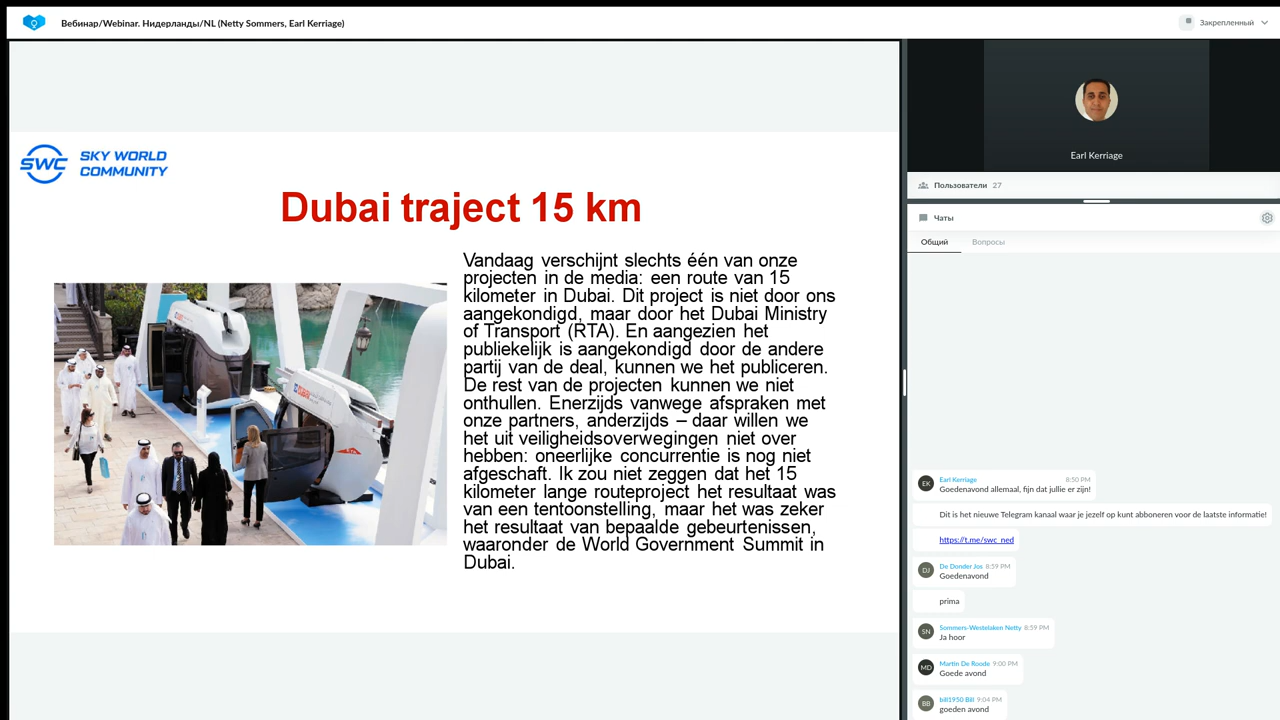 Вебинар/Webinar. Нидерланды/NL (Netty Sommers, Earl Kerriage)
Закрепленный
SWC SKY WORLD COMMUNITY
Dubai traject 15 km
Vandaag verschijnt slechts één van onze
projecten in de media: een route van 15
kilometer in Dubai. Dit project is niet door ons
aangekondigd, maar door het Dubai Ministry
of Transport (RTA). En aangezien het
publiekelijk is aangekondigd door de andere
partij van de deal, kunnen we het publiceren.
De rest van de projecten kunnen we niet
onthullen. Enerzijds vanwege afspraken met
onze partners, anderzijds – daar willen we
het uit veiligheidsoverwegingen niet over
hebben: oneerlijke concurrentie is nog niet
afgeschaft. Ik zou niet zeggen dat het 15
kilometer lange routeproject het resultaat was
van een tentoonstelling, maar het was zeker
het resultaat van bepaalde gebeurtenissen,
waaronder de World Government Summit in
Dubai.
Earl Kerriage
Пользователи 27
Чаты
Общий Вопросы
EK Earl Kerriage 8:50 PM
Goedenavond allemaal, fijn dat jullie er zijn!
Dit is het nieuwe Telegram kanaal waar je jezelf op kunt abboneren voor de laatste informatie!
https://t.me/swc_ned
DJ De Donder Jos 8:59 PM
Goedenavond
prima
SN Sommers-Westelaken Netty 8:59 PM
Ja hoor
MD Martin De Roode 9:00 PM
Goede avond
BB bill1950 Bill 9:04 PM
goeden avond